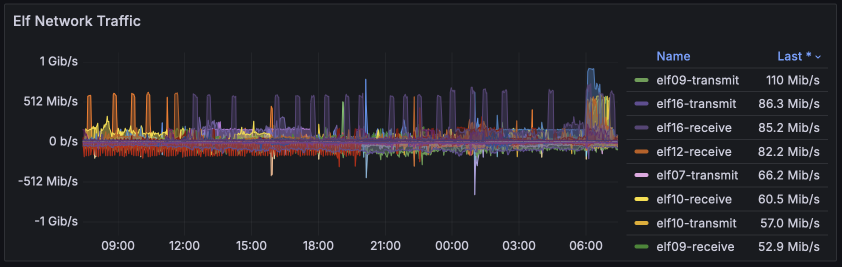 Elf Network Traffic
1 Gib/s
512 Mib/s
0 b/s
-512 Mib/s
-1 Gib/s
09:00 12:00 15:00 18:00 21:00 00:00 03:00 06:00
Name Last *
elf09-transmit 110 Mib/s
elf16-transmit 86.3 Mib/s
elf16-receive 85.2 Mib/s
elf12-receive 82.2 Mib/s
elf07-transmit 66.2 Mib/s
elf10-receive 60.5 Mib/s
elf10-transmit 57.0 Mib/s
elf09-receive 52.9 Mib/s